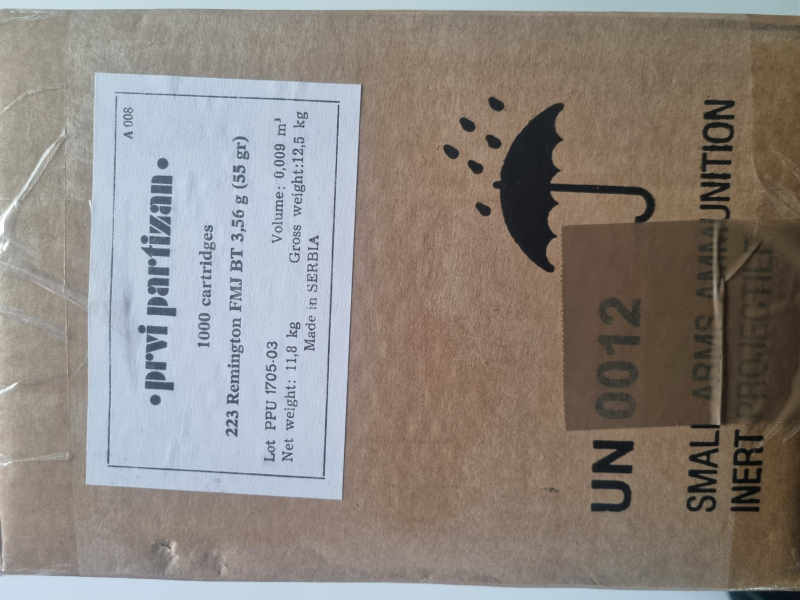 A 008
•prvi partizan•
1000 cartridges
223 Remington FMJ BT 3,56 g (55 gr)
Lot PPU 1705-03 Volume: 0,009 m³
Net weight: 11,8 kg Gross weight:12,5 kg
Made in SERBIA
UN 0012
SMALL ARMS AMMUNITION
INERT PROJECTILE